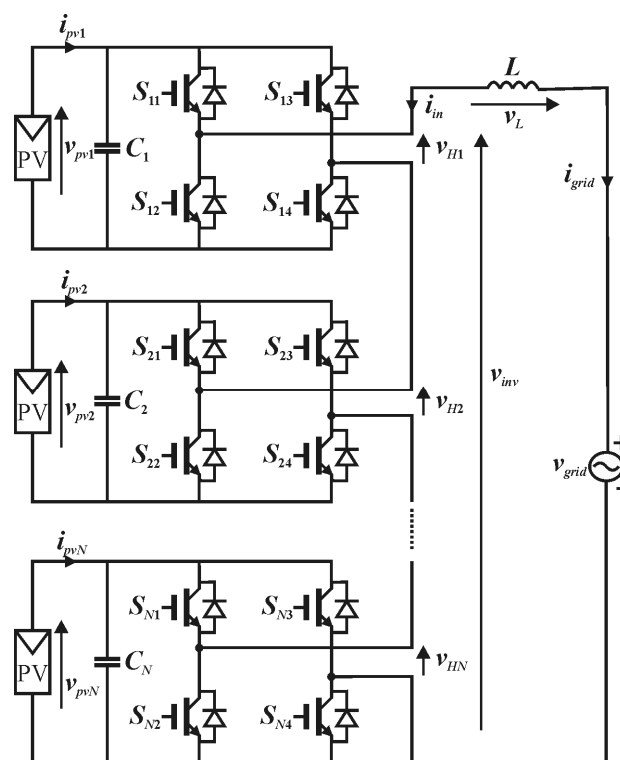 i_pv1
L
S_11
S_13
i_in
v_L
PV
v_pv1
C_1
v_H1
S_12
S_14
i_grid
i_pv2
S_21
S_23
v_inv
PV
v_pv2
C_2
v_H2
S_22
S_24
v_grid
i_pvN
S_N1
S_N3
PV
v_pvN
C_N
v_HN
S_N2
S_N4